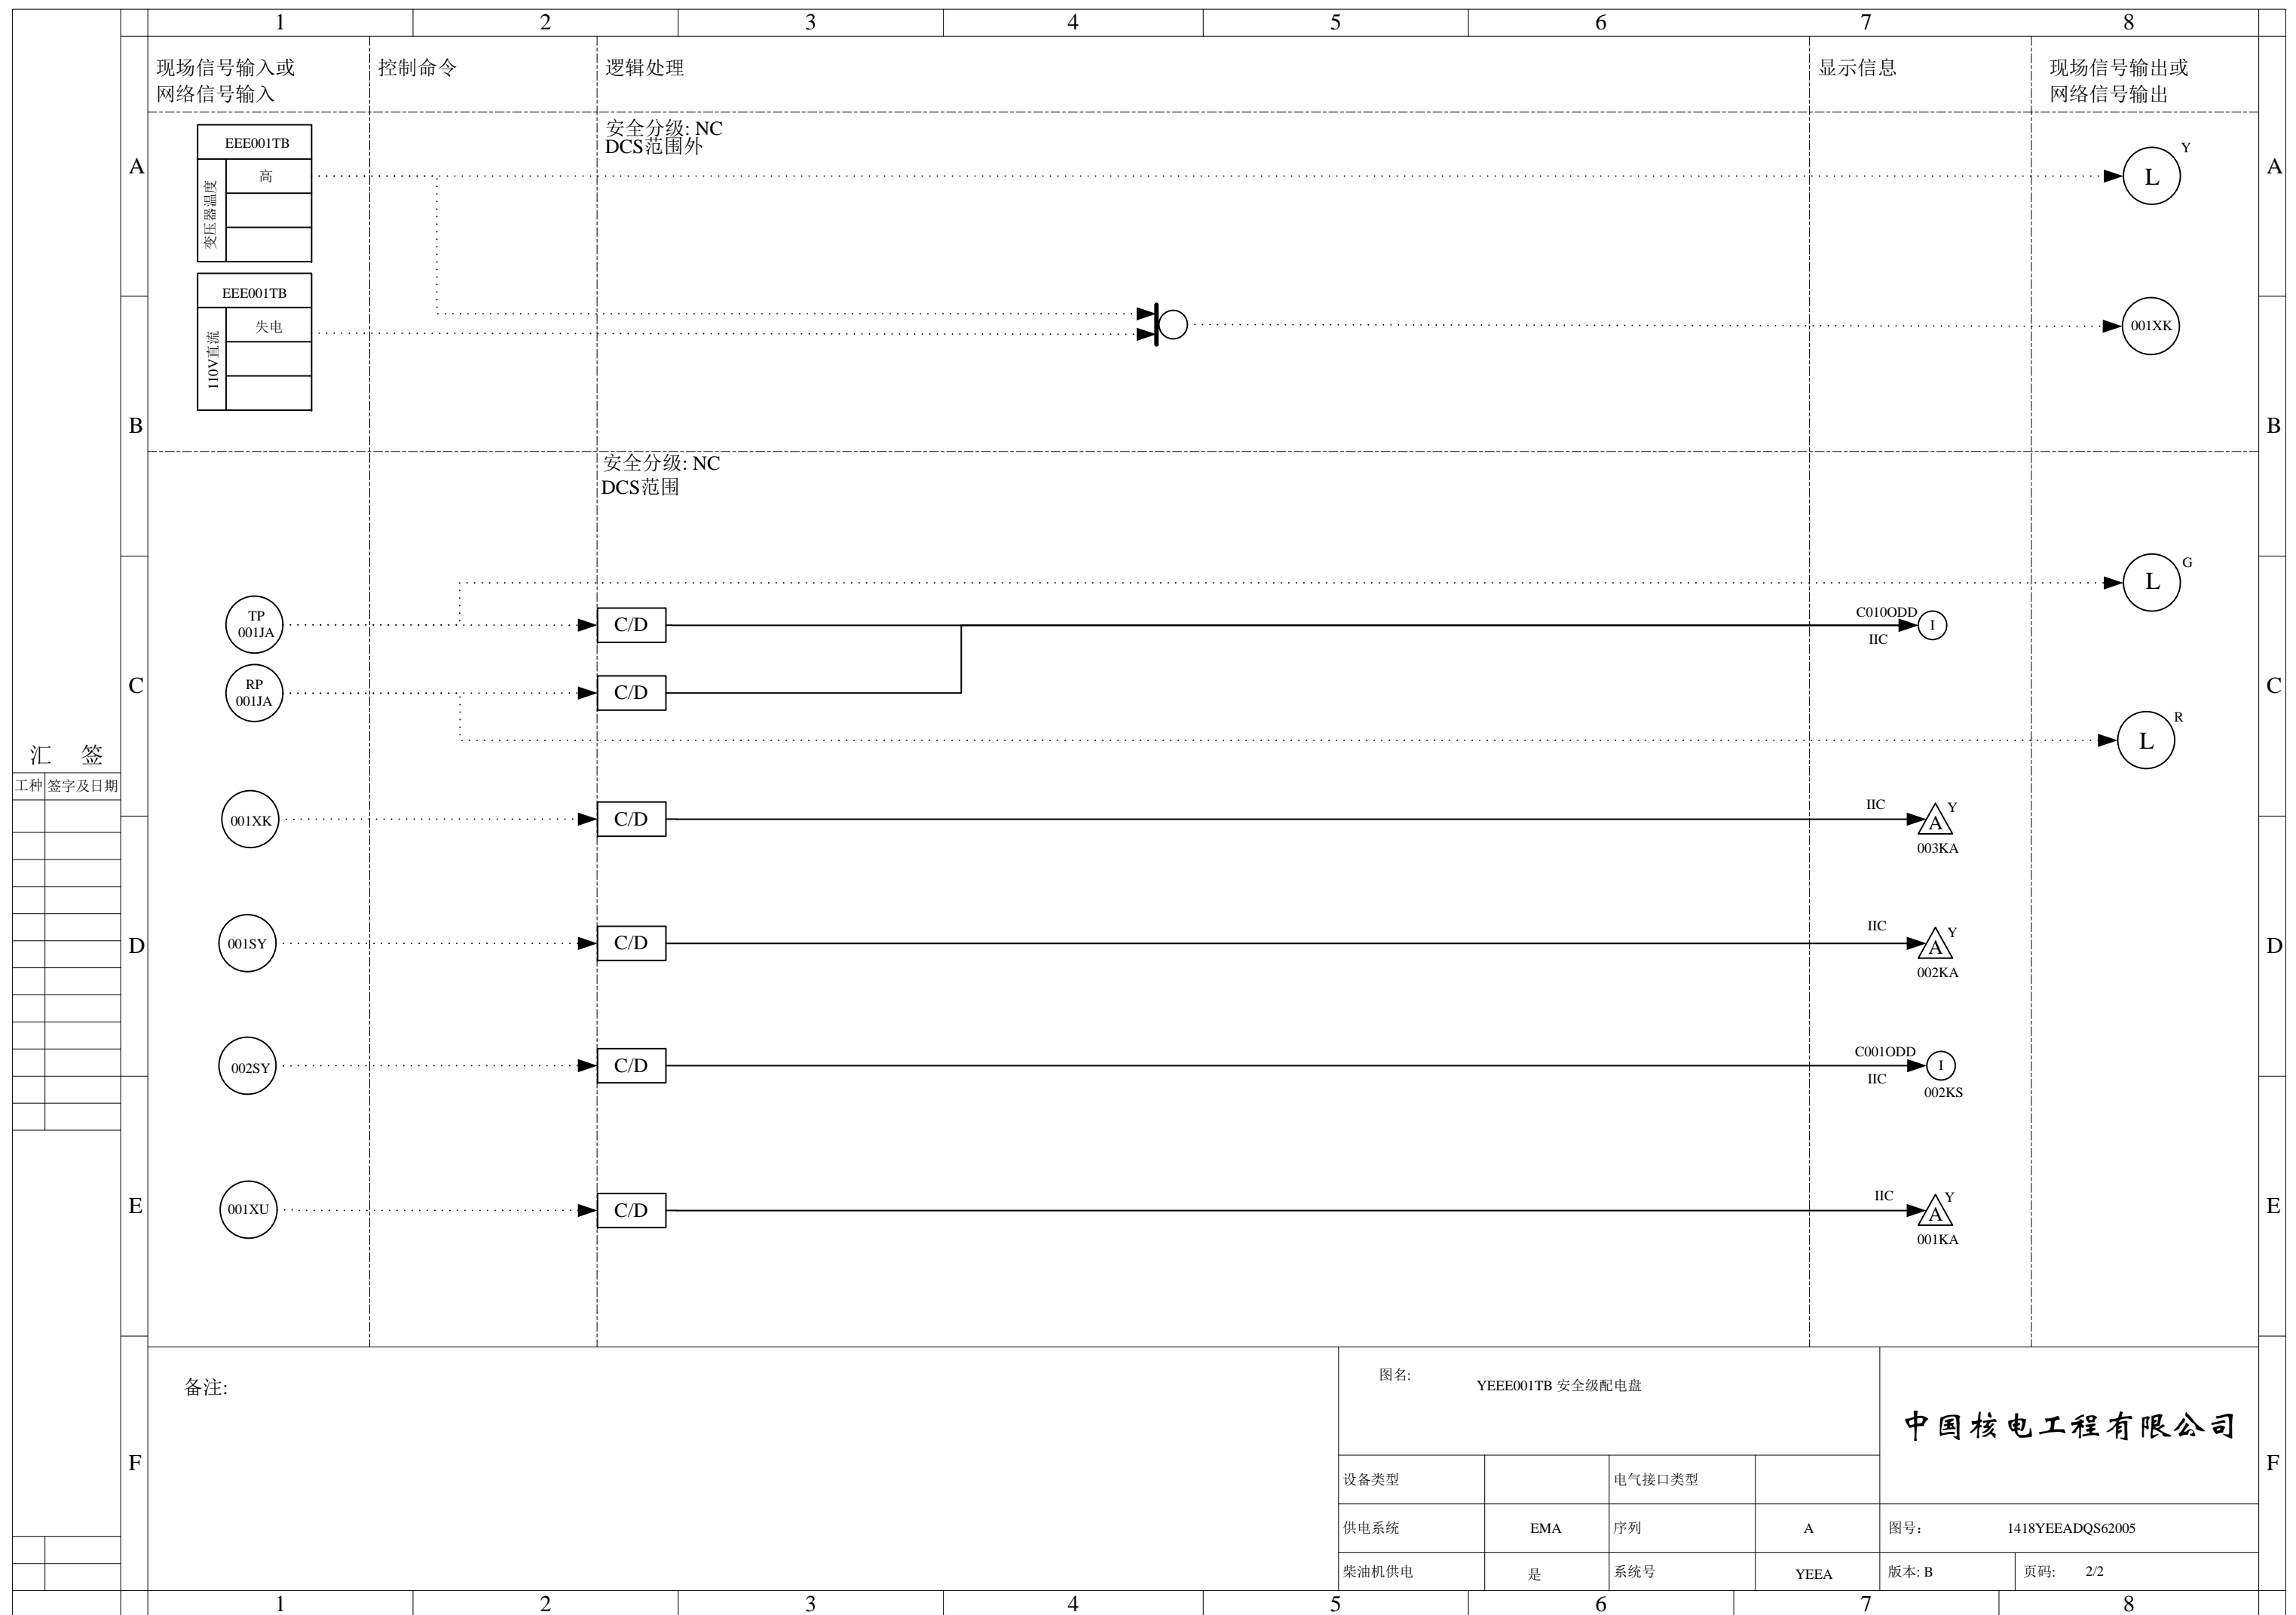 1 2 3 4 5 6 7 8
现场信号输入或
网络信号输入
控制命令
逻辑处理
显示信息
现场信号输出或
网络信号输出
A
A
EEE001TB
变压器温度
高
安全分级: NC
DCS范围外
L
Y
EEE001TB
110V直流
失电
001XK
B
B
安全分级: NC
DCS范围
L
G
TP
001JA
C/D
C010ODD
IIC
I
C
C
RP
001JA
C/D
L
R
汇 签
工种 签字及日期
001XK
C/D
IIC
A
Y
003KA
D
D
001SY
C/D
IIC
A
Y
002KA
002SY
C/D
C001ODD
IIC
I
002KS
E
E
001XU
C/D
IIC
A
Y
001KA
F
F
备注:
图名:
YEEE001TB 安全级配电盘
中国核电工程有限公司
设备类型 电气接口类型
供电系统 EMA 序列 A 图号: 1418YEEADQS62005
柴油机供电 是 系统号 YEEA 版本: B 页码: 2/2
1 2 3 4 5 6 7 8